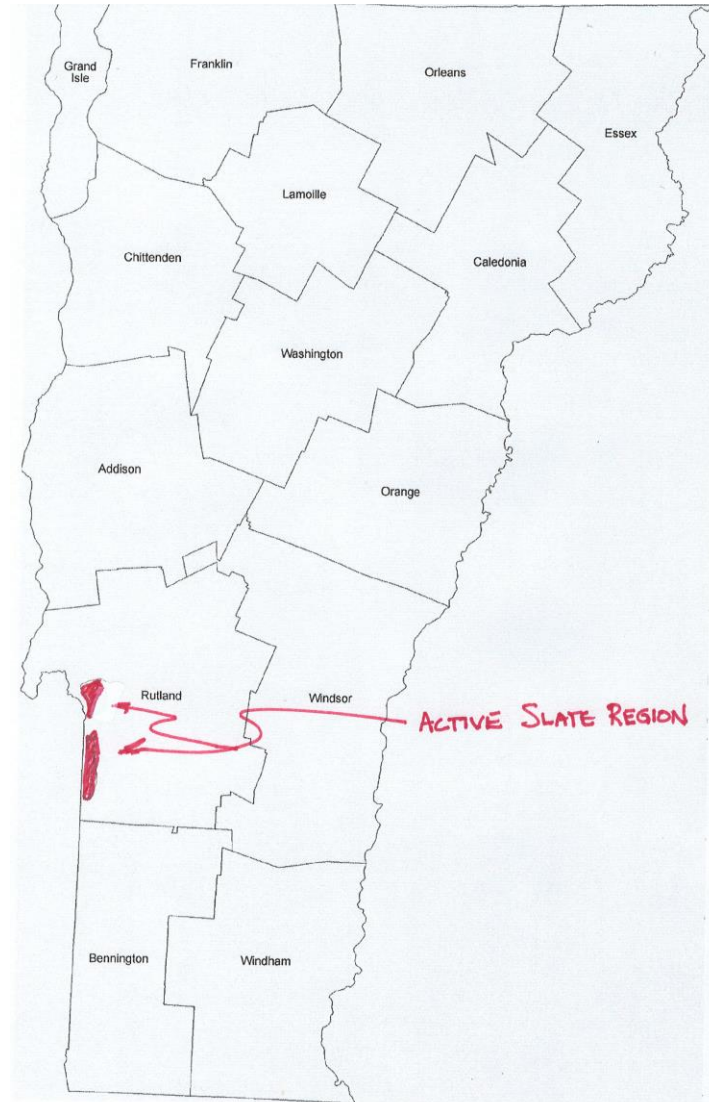 Grand
Isle
Franklin
Orleans
Essex
Lamoille
Chittenden
Caledonia
Washington
Addison
Orange
Rutland
Windsor
ACTIVE SLATE REGION
Bennington
Windham